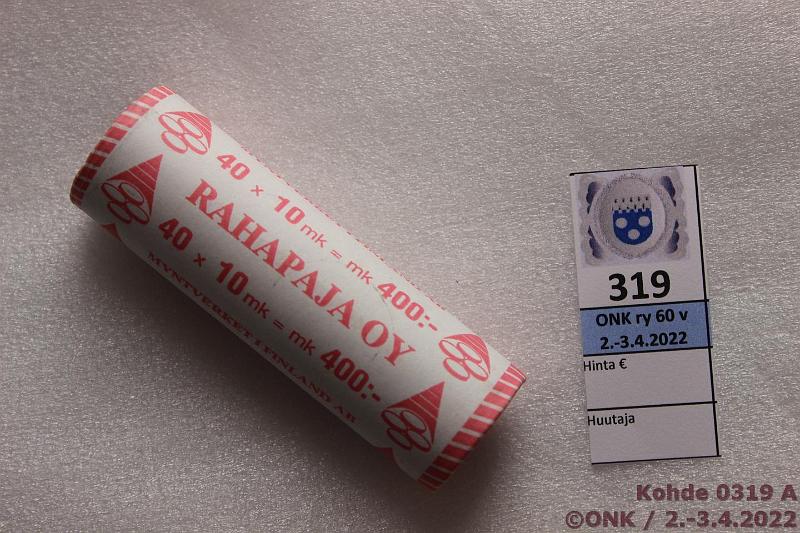 40 x 10 mk = mk 400:-
RAHAPAJA OY
40 x 10 mk = mk 400:-
MYNTVERKET I FINLAND AB
319
ONK ry 60 v
2.-3.4.2022
Hinta €
Huutaja
Kohde 0319 A
©ONK / 2.-3.4.2022